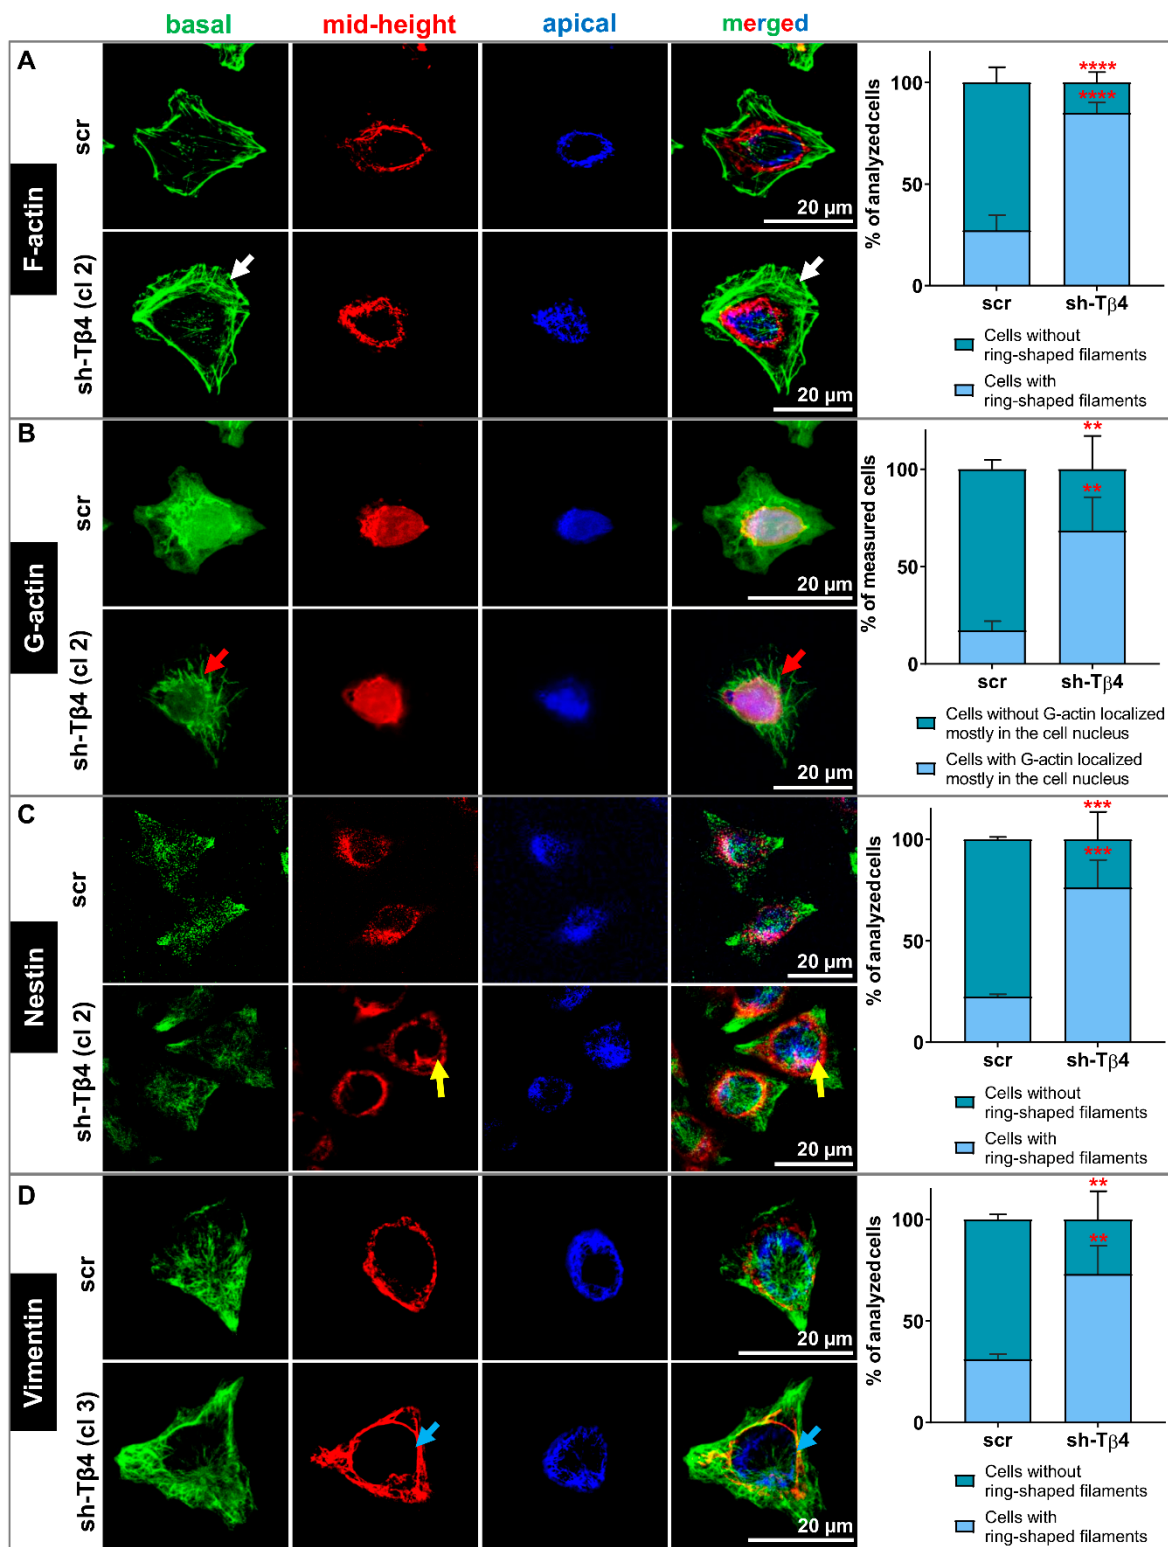 basal mid-height apical merged
A
F-actin
scr
sh-Tβ4 (cl 2)
20 µm
20 µm
% of analyzedcells
100
50
0
****
****
scr sh-Tβ4
Cells without
ring-shaped filaments
Cells with
ring-shaped filaments
B
G-actin
scr
sh-Tβ4 (cl 2)
20 µm
20 µm
% of measured cells
100
50
0
**
**
scr sh-Tβ4
Cells without G-actin localized
mostly in the cell nucleus
Cells with G-actin localized
mostly in the cell nucleus
C
Nestin
scr
sh-Tβ4 (cl 2)
20 µm
20 µm
% of analyzedcells
100
50
0
***
***
scr sh-Tβ4
Cells without
ring-shaped filaments
Cells with
ring-shaped filaments
D
Vimentin
scr
sh-Tβ4 (cl 3)
20 µm
20 µm
% of analyzedcells
100
50
0
**
**
scr sh-Tβ4
Cells without
ring-shaped filaments
Cells with
ring-shaped filaments